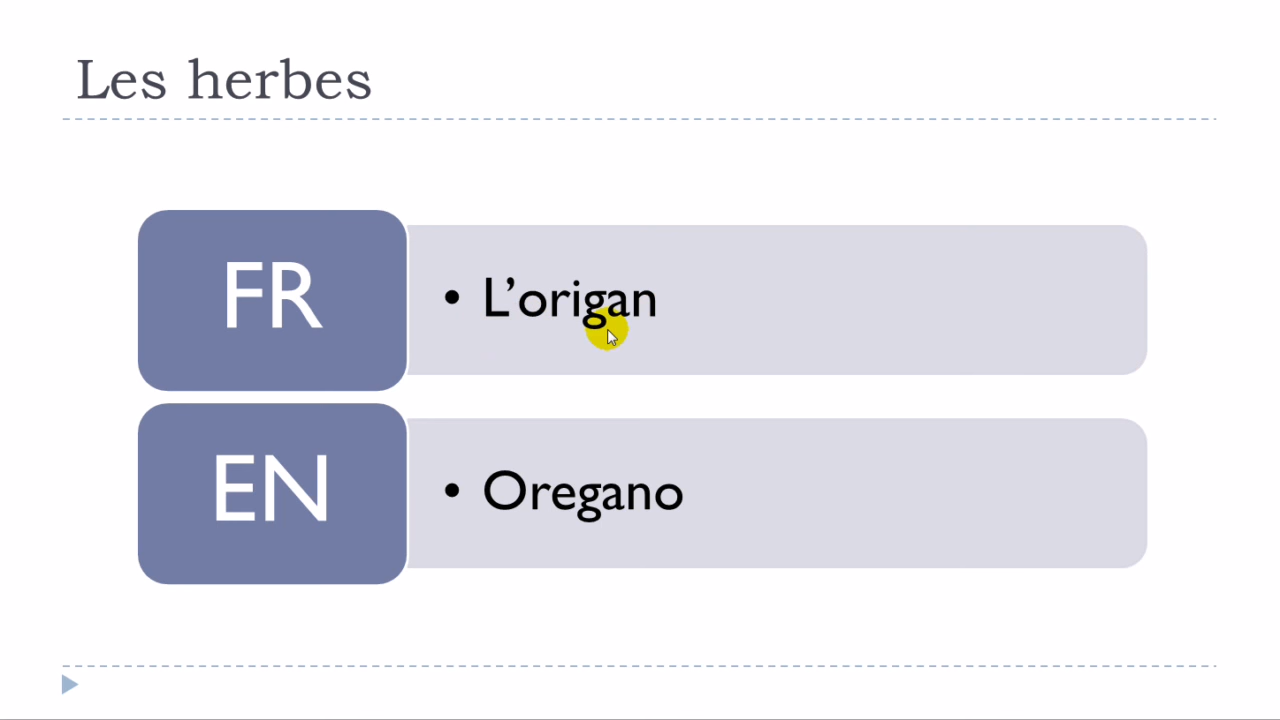 Les herbes
FR
• L’origan
EN
• Oregano